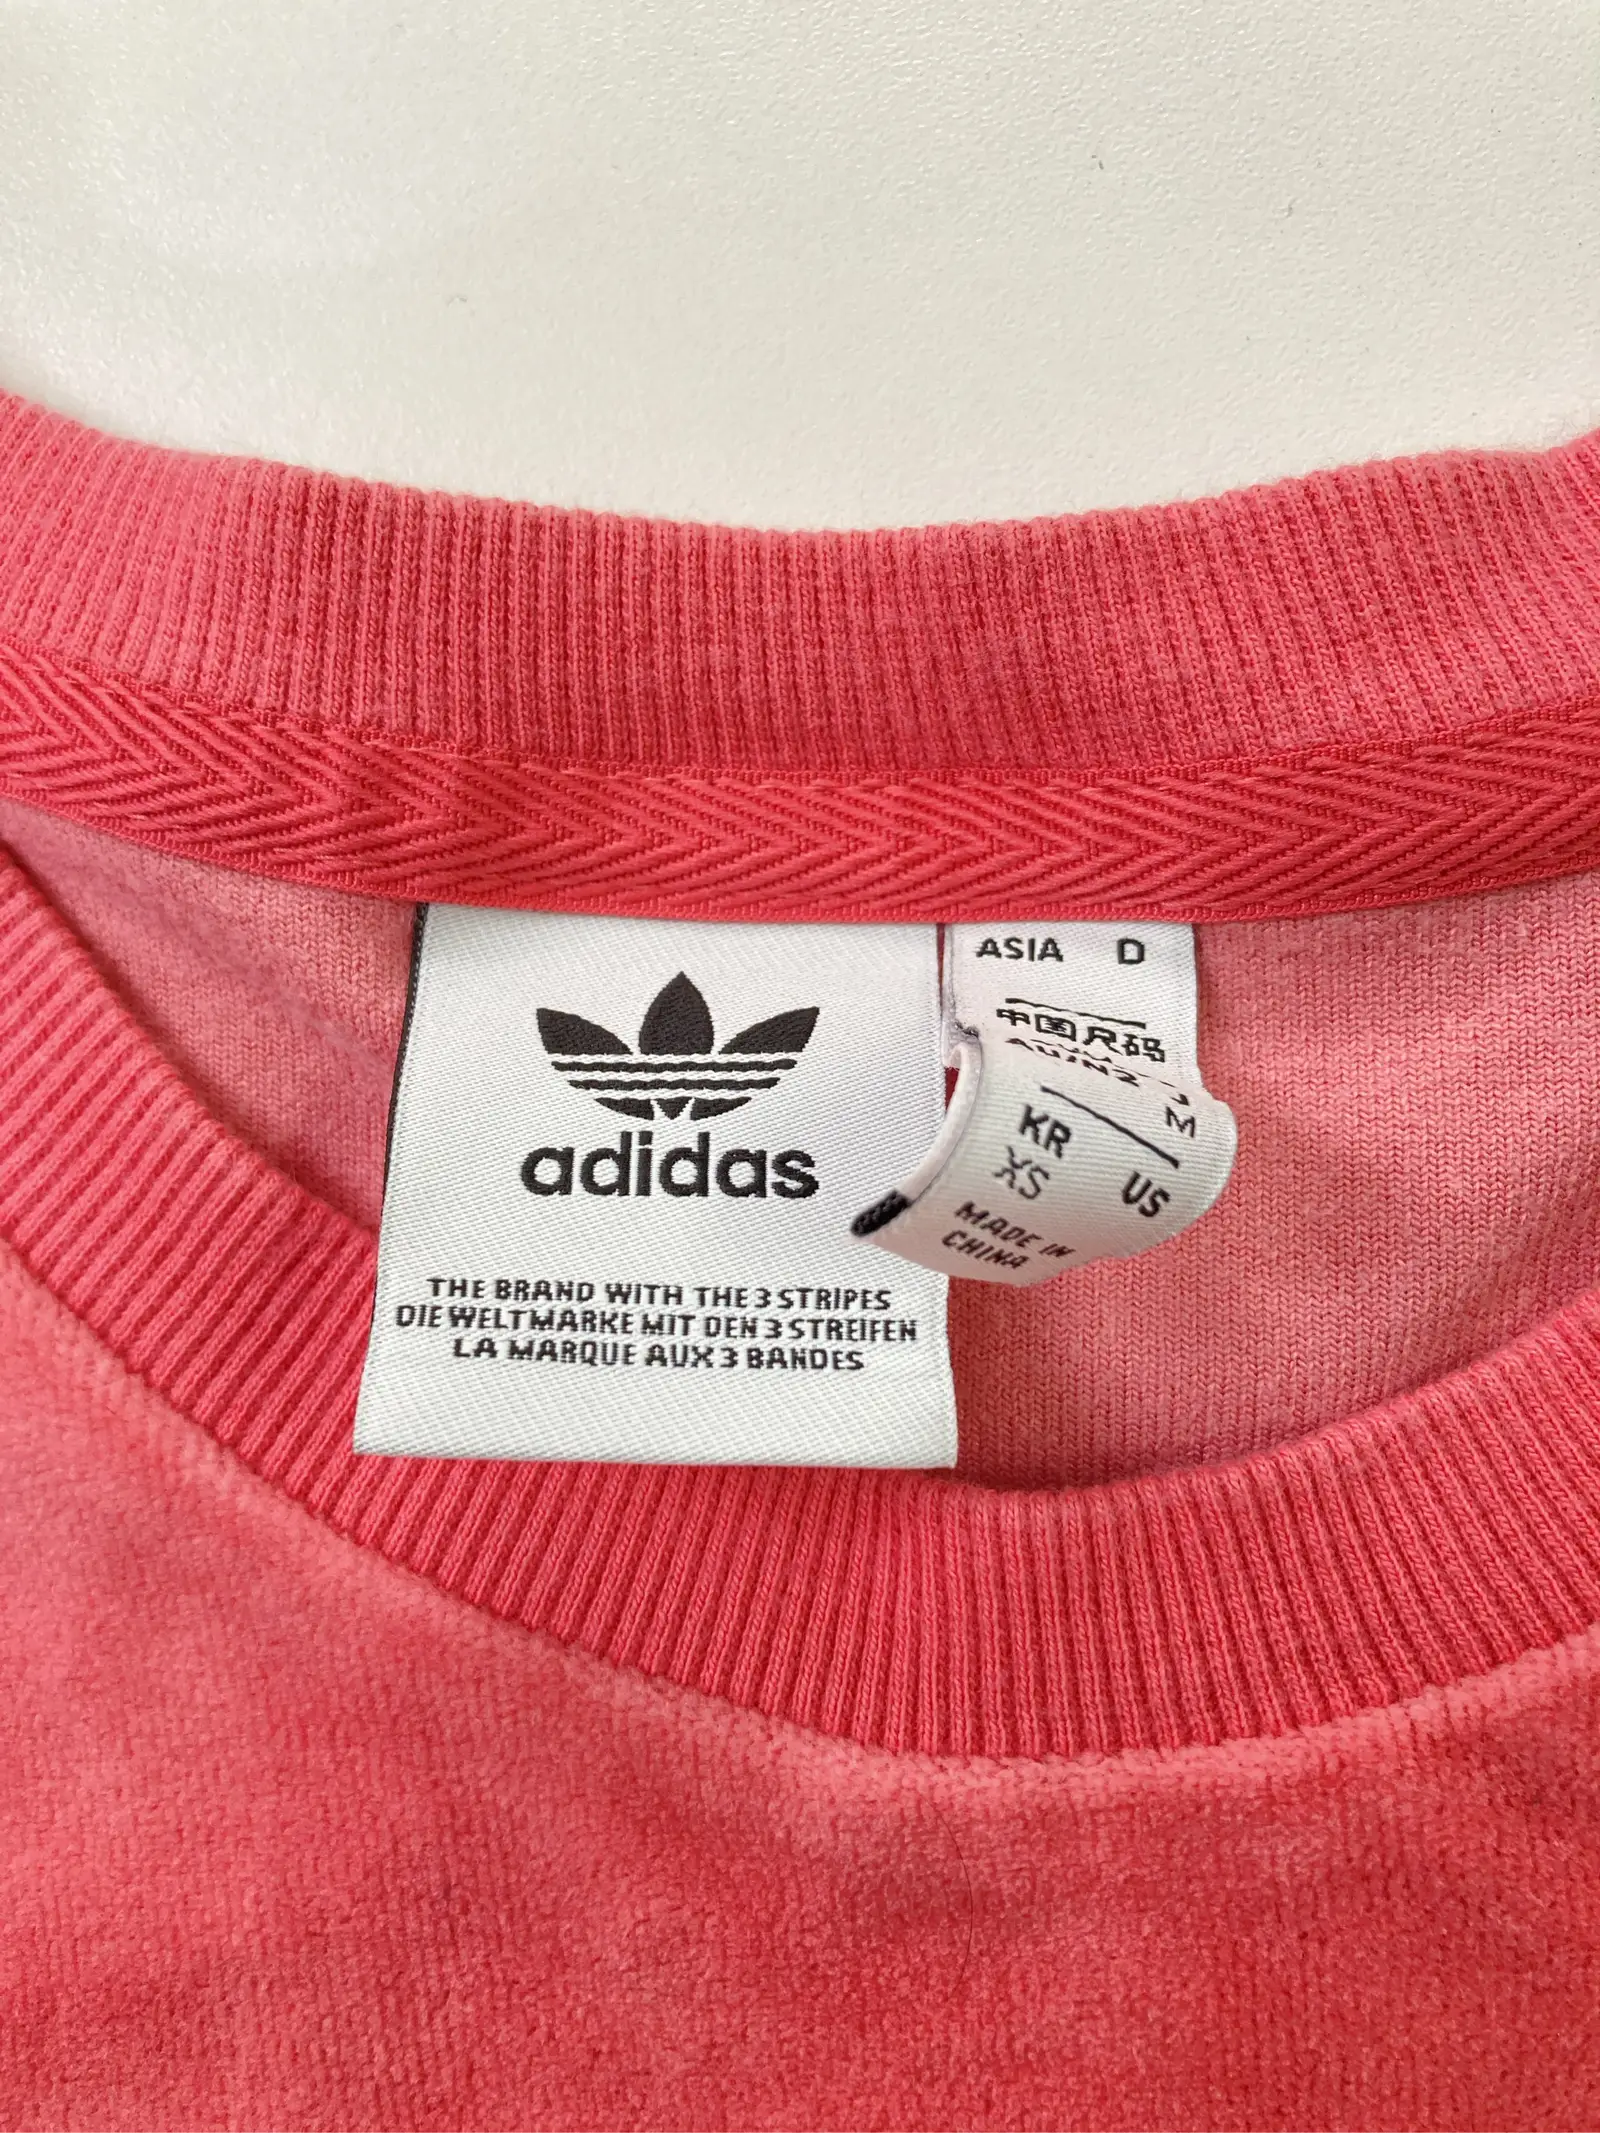 adidas
THE BRAND WITH THE 3 STRIPES
DIE WELTMARKE MIT DEN 3 STREIFEN
LA MARQUE AUX 3 BANDES
ASIA D
中国尺码
M
KR US
XS
MADE IN
CHINA